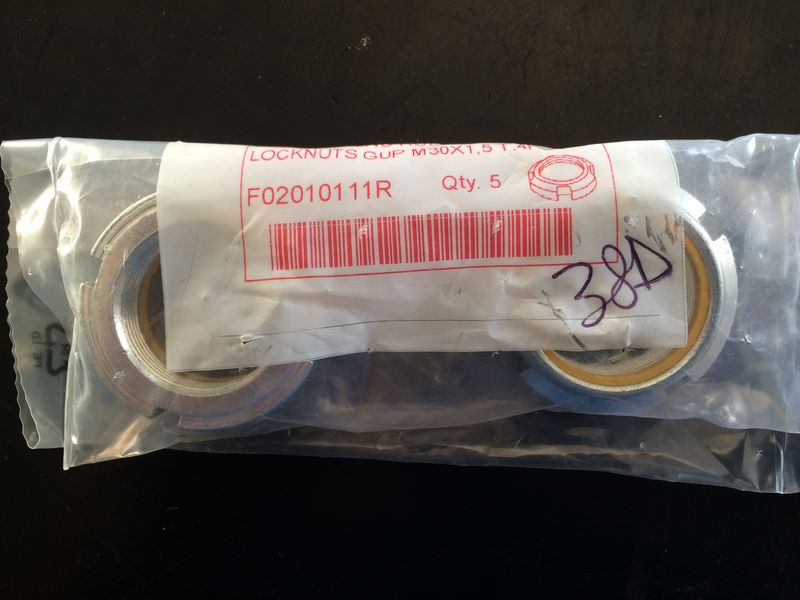 LOCKNUTS GUP M30X1,5
F02010111R
Qty. 5
38D